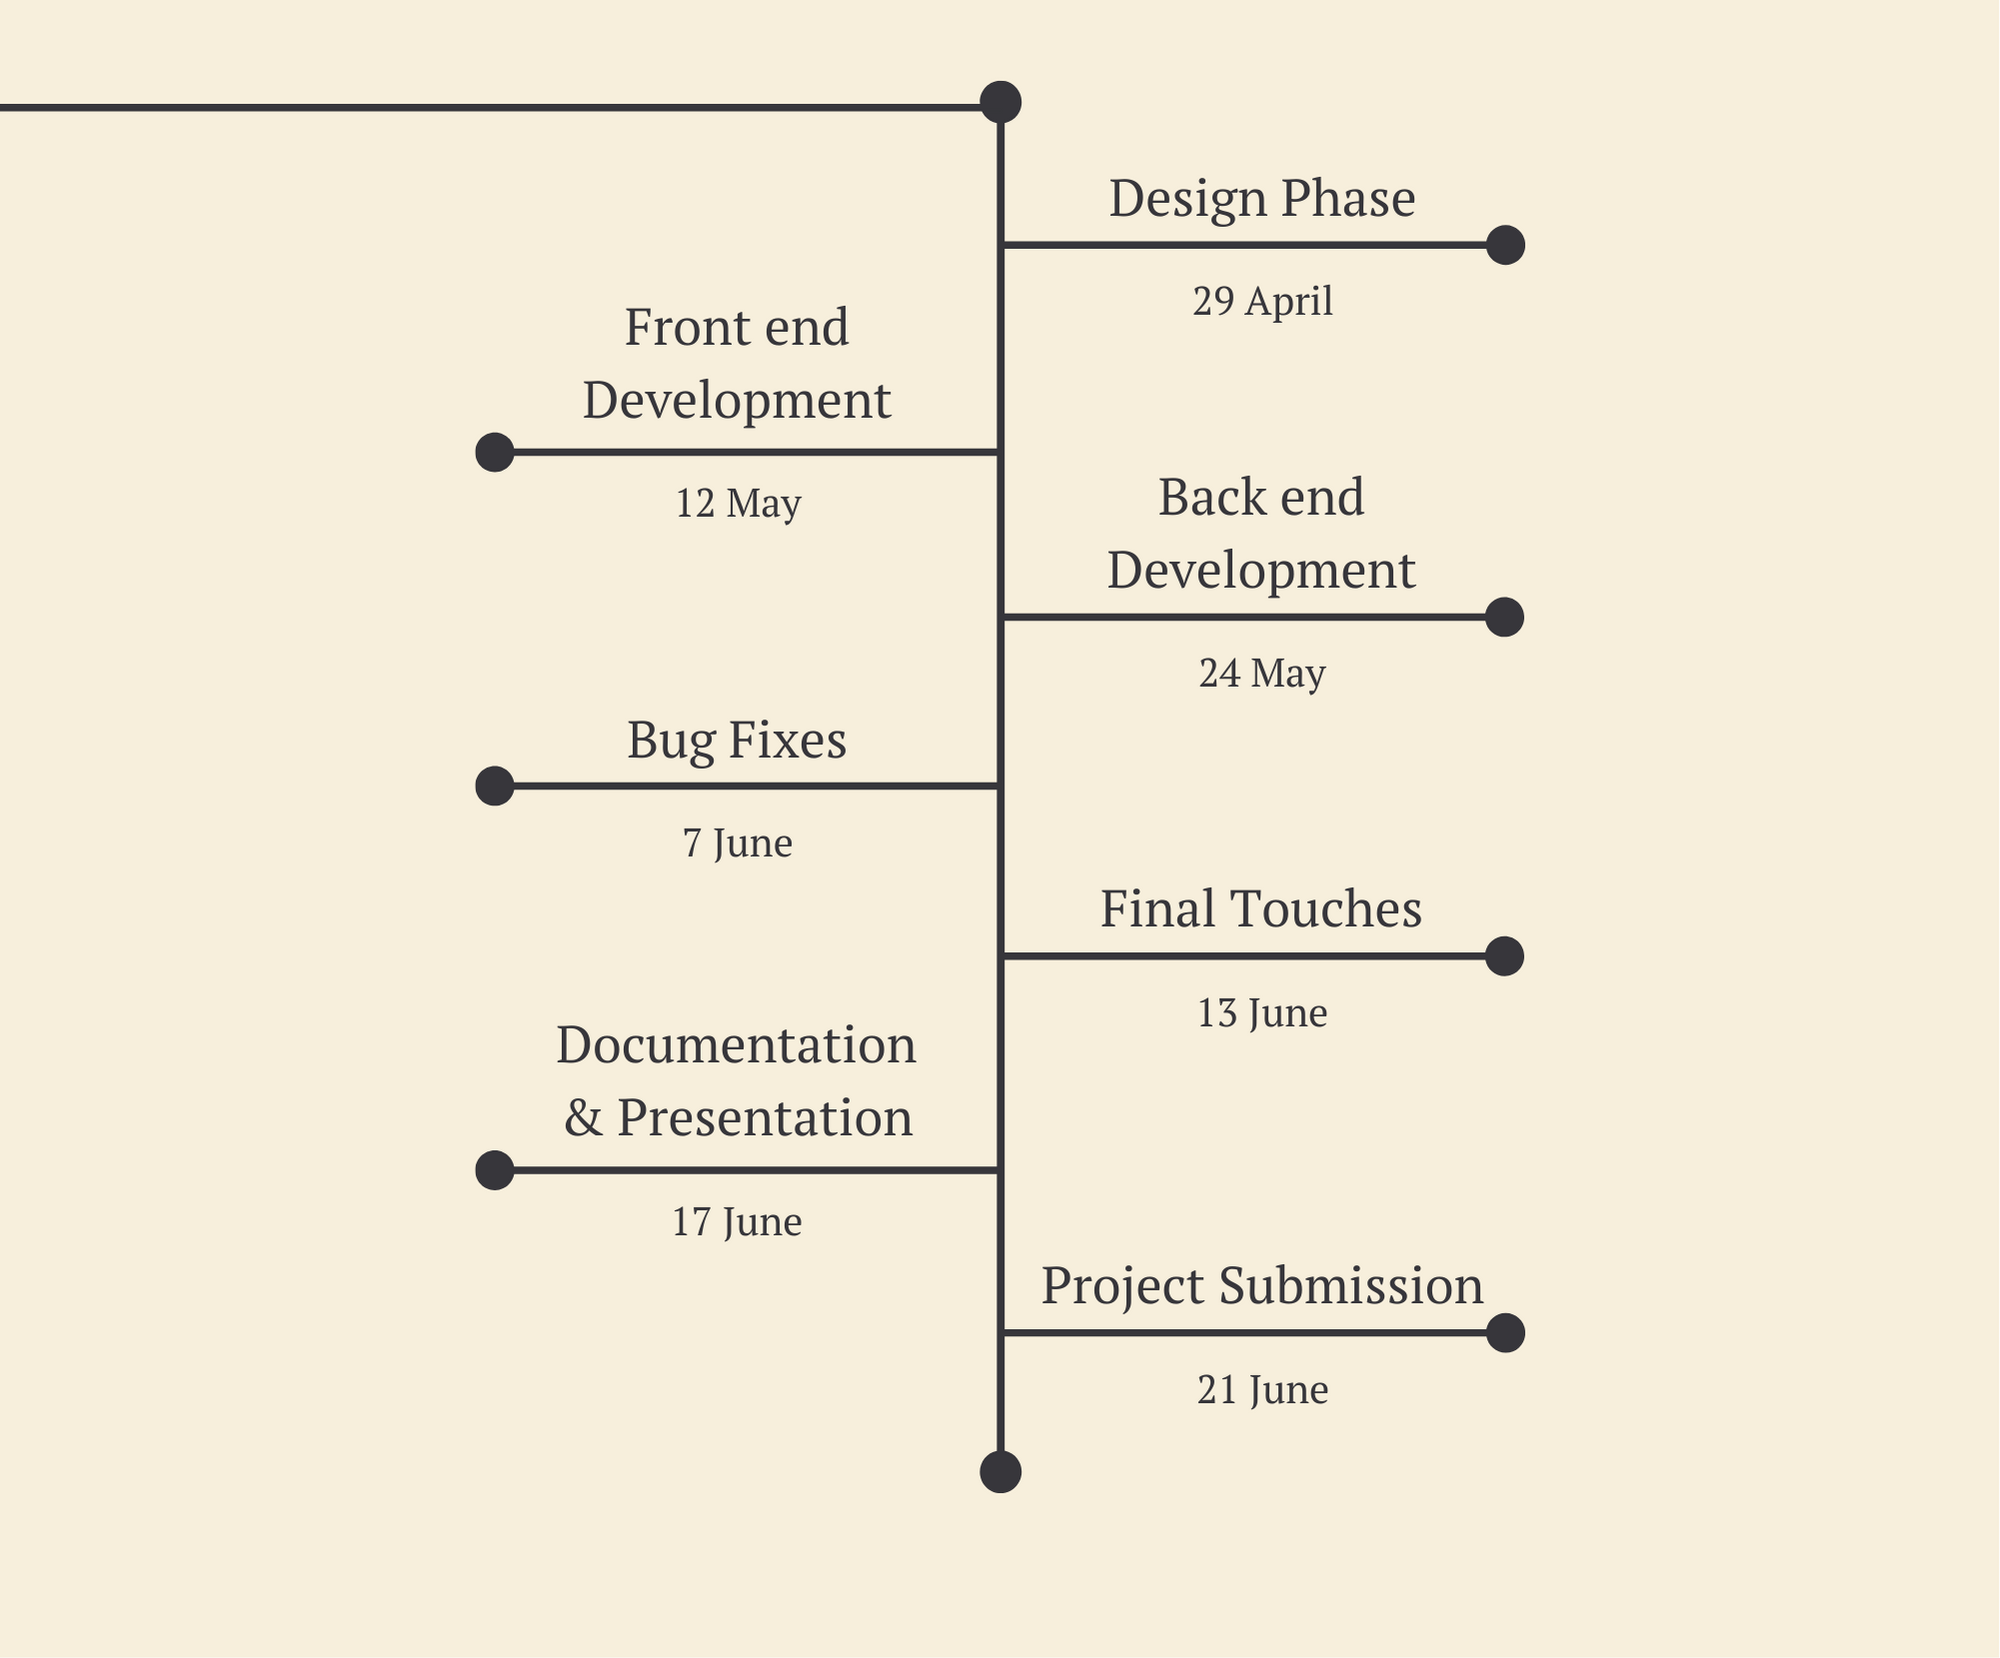 Design Phase
29 April
Front end
Development
12 May
Back end
Development
24 May
Bug Fixes
7 June
Final Touches
13 June
Documentation
& Presentation
17 June
Project Submission
21 June